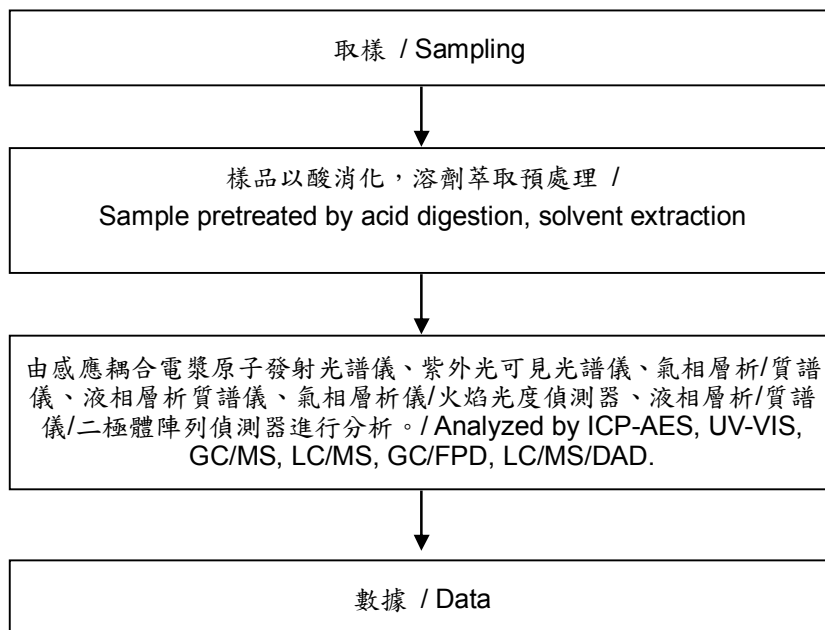 取樣 / Sampling
樣品以酸消化，溶劑萃取預處理 /
Sample pretreated by acid digestion, solvent extraction
由感應耦合電漿原子發射光譜儀、紫外光可見光譜儀、氣相層析/質譜
儀、液相層析質譜儀、氣相層析儀/火焰光度偵測器、液相層析/質譜
儀/二極體陣列偵測器進行分析。/ Analyzed by ICP-AES, UV-VIS,
GC/MS, LC/MS, GC/FPD, LC/MS/DAD.
數據 / Data